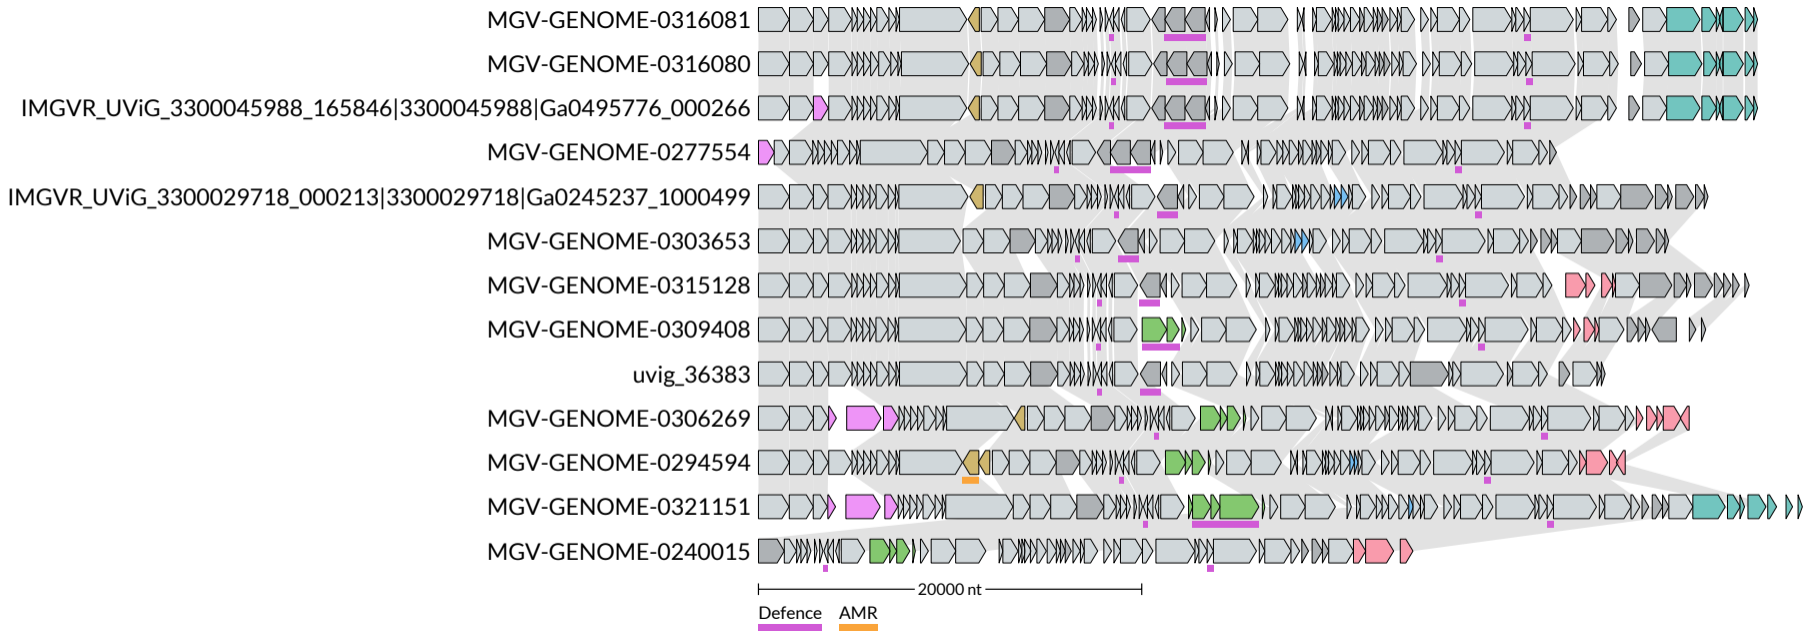 MGV-GENOME-0316081
MGV-GENOME-0316080
IMGVR_UViG_3300045988_165846|3300045988|Ga0495776_000266
MGV-GENOME-0277554
IMGVR_UViG_3300029718_000213|3300029718|Ga0245237_1000499
MGV-GENOME-0303653
MGV-GENOME-0315128
MGV-GENOME-0309408
uvig_36383
MGV-GENOME-0306269
MGV-GENOME-0294594
MGV-GENOME-0321151
MGV-GENOME-0240015
20000 nt
Defence AMR